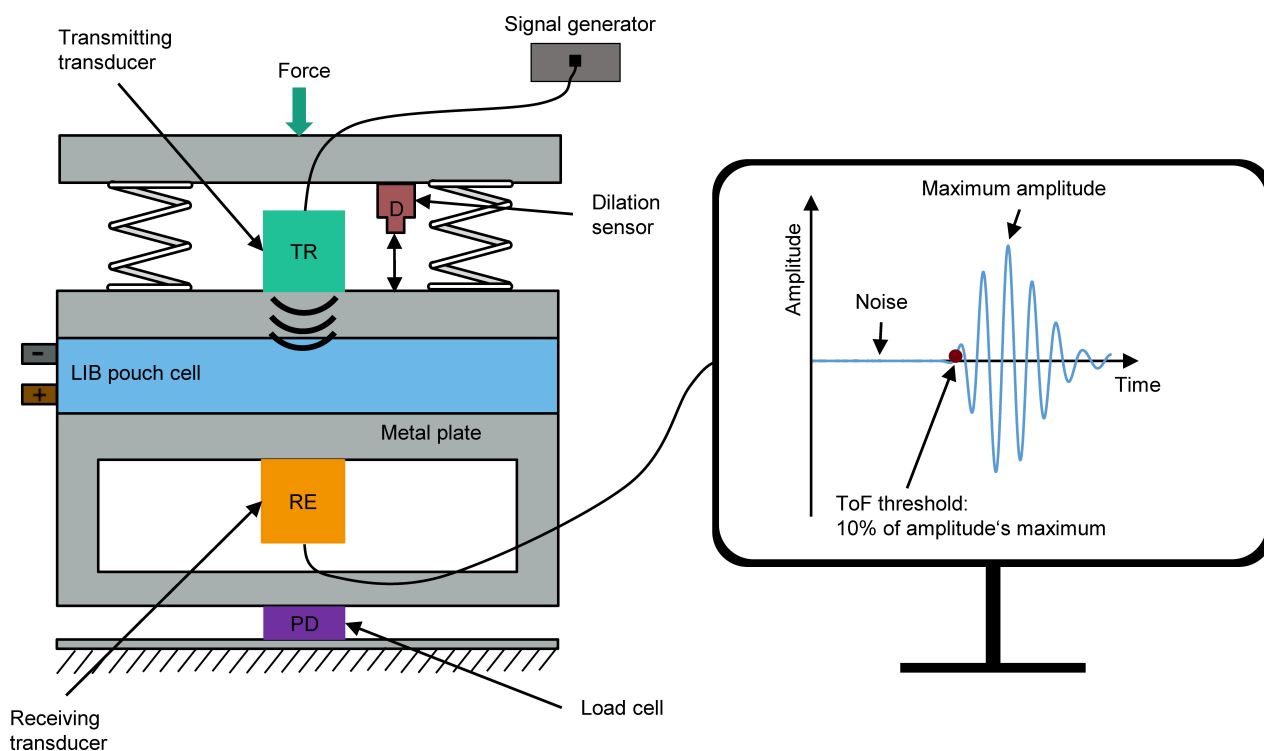 Signal generator
Transmitting
transducer
Force
Dilation
sensor
D
TR
-
LIB pouch cell
+
Metal plate
RE
PD
Load cell
Receiving
transducer
Maximum amplitude
Amplitude
Noise
Time
ToF threshold:
10% of amplitude‘s maximum